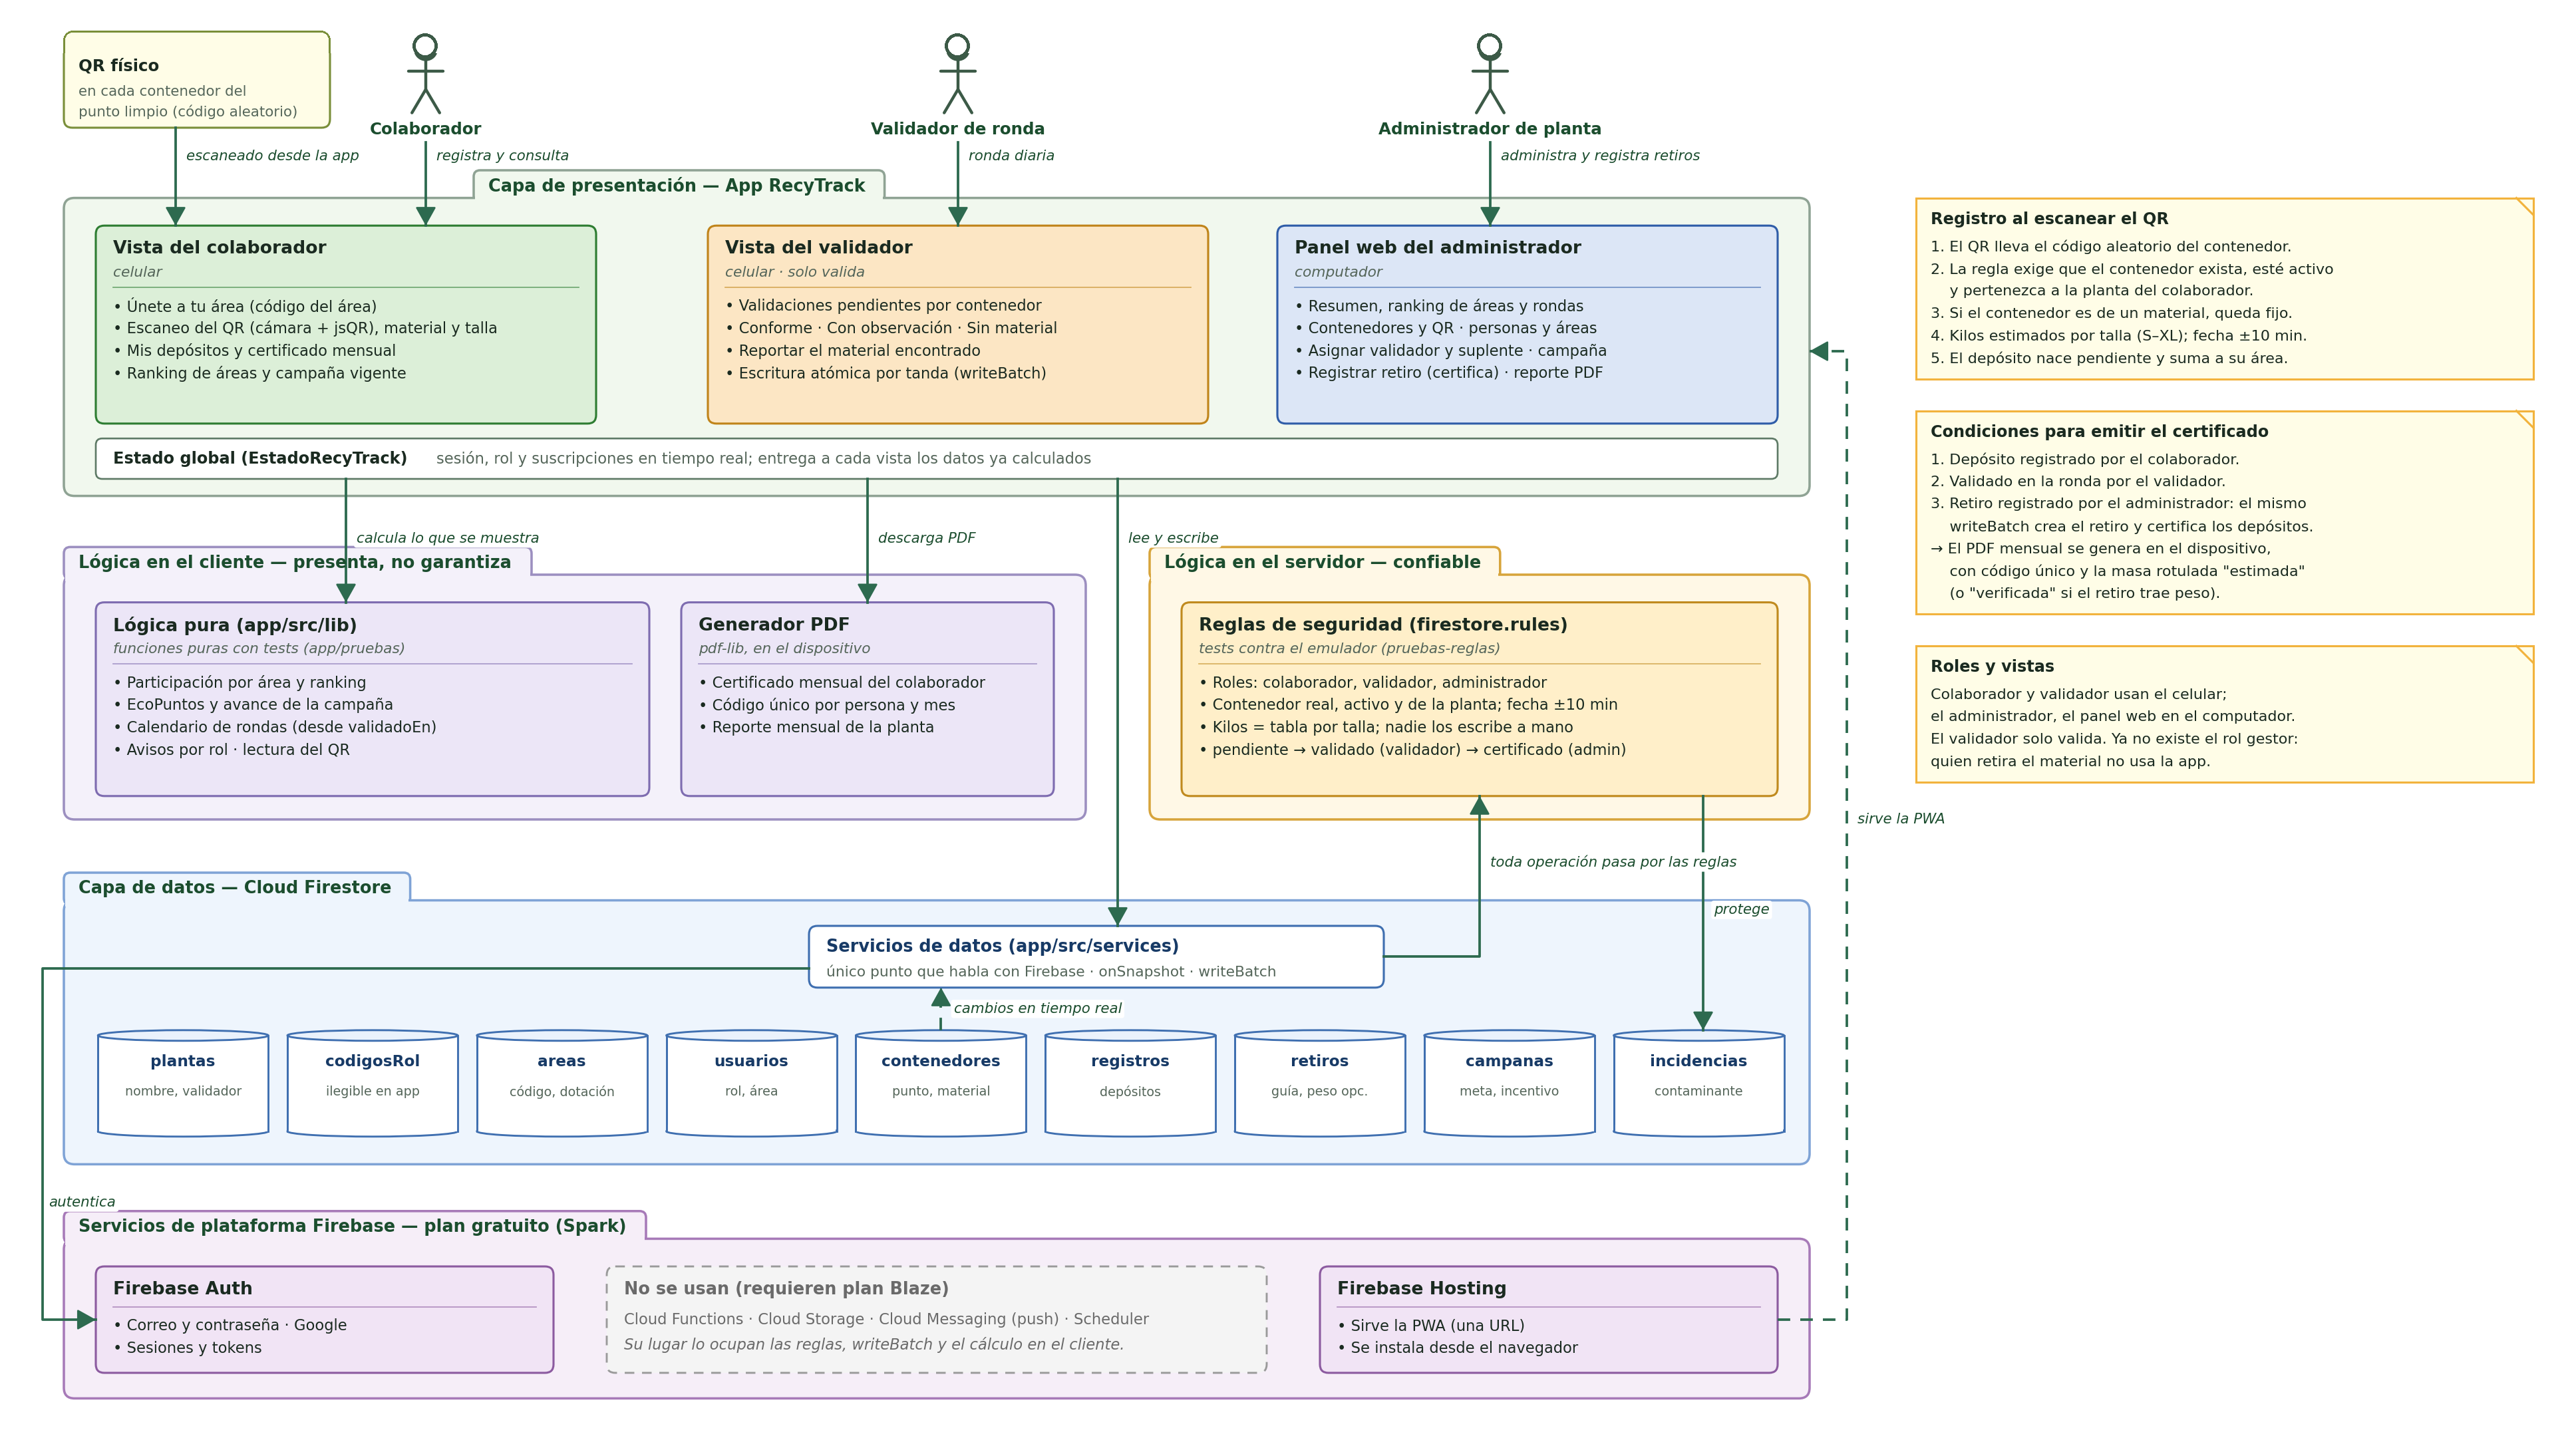 QR físico
en cada contenedor del
punto limpio (código aleatorio)
Colaborador
Validador de ronda
Administrador de planta
escaneado desde la app
registra y consulta
ronda diaria
administra y registra retiros
Capa de presentación — App RecyTrack
Vista del colaborador
celular
• Únete a tu área (código del área)
• Escaneo del QR (cámara + jsQR), material y talla
• Mis depósitos y certificado mensual
• Ranking de áreas y campaña vigente
Vista del validador
celular · solo valida
• Validaciones pendientes por contenedor
• Conforme · Con observación · Sin material
• Reportar el material encontrado
• Escritura atómica por tanda (writeBatch)
Panel web del administrador
computador
• Resumen, ranking de áreas y rondas
• Contenedores y QR · personas y áreas
• Asignar validador y suplente · campaña
• Registrar retiro (certifica) · reporte PDF
Estado global (EstadoRecyTrack) sesión, rol y suscripciones en tiempo real; entrega a cada vista los datos ya calculados
Registro al escanear el QR
1. El QR lleva el código aleatorio del contenedor.
2. La regla exige que el contenedor exista, esté activo
y pertenezca a la planta del colaborador.
3. Si el contenedor es de un material, queda fijo.
4. Kilos estimados por talla (S–XL); fecha ±10 min.
5. El depósito nace pendiente y suma a su área.
Condiciones para emitir el certificado
1. Depósito registrado por el colaborador.
2. Validado en la ronda por el validador.
3. Retiro registrado por el administrador: el mismo
writeBatch crea el retiro y certifica los depósitos.
→ El PDF mensual se genera en el dispositivo,
con código único y la masa rotulada "estimada"
(o "verificada" si el retiro trae peso).
Roles y vistas
Colaborador y validador usan el celular;
el administrador, el panel web en el computador.
El validador solo valida. Ya no existe el rol gestor:
quien retira el material no usa la app.
calcula lo que se muestra
descarga PDF
lee y escribe
Lógica en el cliente — presenta, no garantiza
Lógica pura (app/src/lib)
funciones puras con tests (app/pruebas)
• Participación por área y ranking
• EcoPuntos y avance de la campaña
• Calendario de rondas (desde validadoEn)
• Avisos por rol · lectura del QR
Generador PDF
pdf-lib, en el dispositivo
• Certificado mensual del colaborador
• Código único por persona y mes
• Reporte mensual de la planta
Lógica en el servidor — confiable
Reglas de seguridad (firestore.rules)
tests contra el emulador (pruebas-reglas)
• Roles: colaborador, validador, administrador
• Contenedor real, activo y de la planta; fecha ±10 min
• Kilos = tabla por talla; nadie los escribe a mano
• pendiente → validado (validador) → certificado (admin)
sirve la PWA
toda operación pasa por las reglas
protege
Capa de datos — Cloud Firestore
Servicios de datos (app/src/services)
único punto que habla con Firebase · onSnapshot · writeBatch
cambios en tiempo real
plantas
nombre, validador
codigosRol
ilegible en app
areas
código, dotación
usuarios
rol, área
contenedores
punto, material
registros
depósitos
retiros
guía, peso opc.
campanas
meta, incentivo
incidencias
contaminante
autentica
Servicios de plataforma Firebase — plan gratuito (Spark)
Firebase Auth
• Correo y contraseña · Google
• Sesiones y tokens
No se usan (requieren plan Blaze)
Cloud Functions · Cloud Storage · Cloud Messaging (push) · Scheduler
Su lugar lo ocupan las reglas, writeBatch y el cálculo en el cliente.
Firebase Hosting
• Sirve la PWA (una URL)
• Se instala desde el navegador